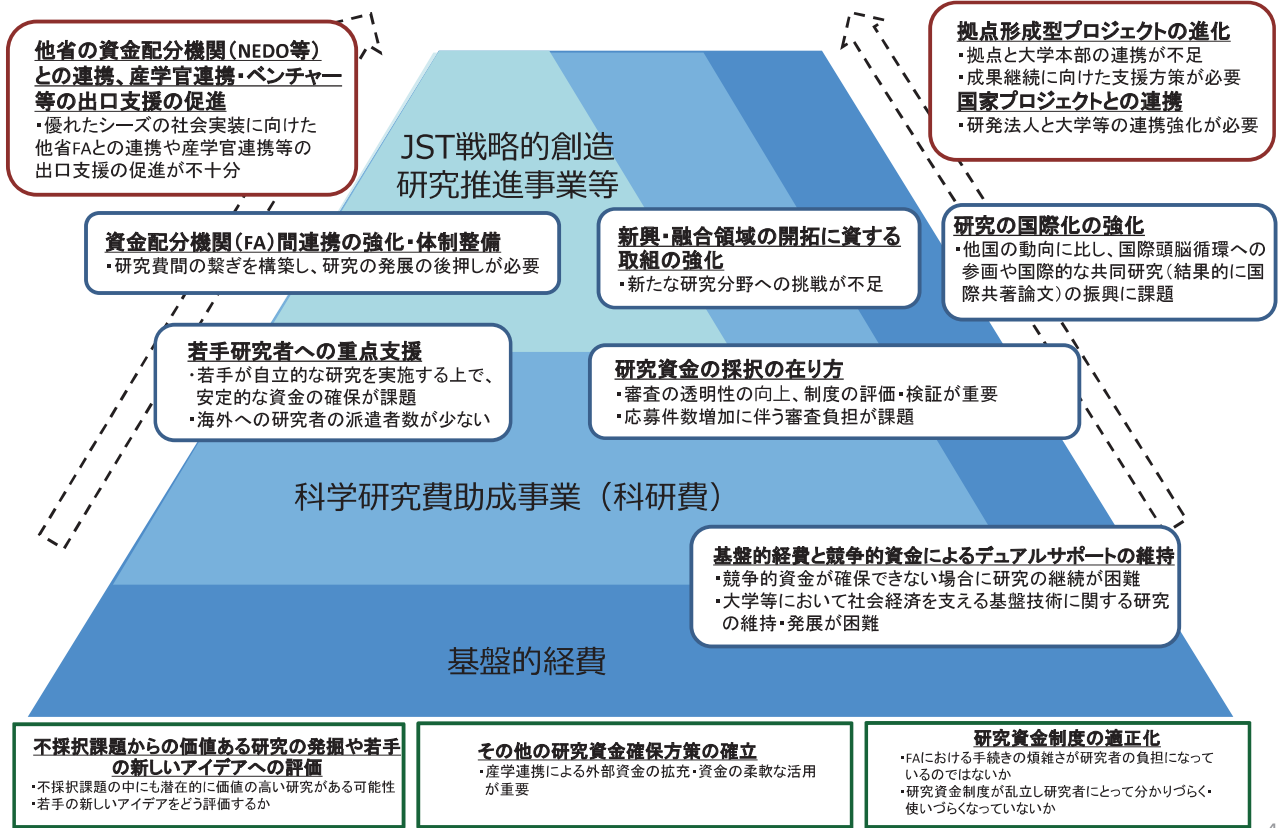 他省の資金配分機関(NEDO等)
との連携、産学官連携・ベンチャー
等の出口支援の促進
・優れたシーズの社会実装に向けた
他省FAとの連携や産学官連携等の
出口支援の促進が不十分
拠点形成型プロジェクトの進化
・拠点と大学本部の連携が不足
・成果継続に向けた支援方策が必要
国家プロジェクトとの連携
・研発法人と大学等の連携強化が必要
JST戦略的創造
研究推進事業等
資金配分機関(FA)間連携の強化・体制整備
・研究費間の繋ぎを構築し、研究の発展の後押しが必要
新興・融合領域の開拓に資する
取組の強化
・新たな研究分野への挑戦が不足
研究の国際化の強化
・他国の動向に比し、国際頭脳循環への
参画や国際的な共同研究(結果的に国
際共著論文)の振興に課題
若手研究者への重点支援
・若手が自立的な研究を実施する上で、
安定的な資金の確保が課題
・海外への研究者の派遣者数が少ない
研究資金の採択の在り方
・審査の透明性の向上、制度の評価・検証が重要
・応募件数増加に伴う審査負担が課題
科学研究費助成事業(科研費)
基盤的経費と競争的資金によるデュアルサポートの維持
・競争的資金が確保できない場合に研究の継続が困難
・大学等において社会経済を支える基盤技術に関する研究
の維持・発展が困難
基盤的経費
不採択課題からの価値ある研究の発掘や若手
の新しいアイデアへの評価
・不採択課題の中にも潜在的に価値の高い研究がある可能性
・若手の新しいアイデアをどう評価するか
その他の研究資金確保方策の確立
・産学連携による外部資金の拡充・資金の柔軟な活用
が重要
研究資金制度の適正化
・FAにおける手続きの煩雑さが研究者の負担になって
いるのではないか
・研究資金制度が乱立し研究者にとって分かりづらく・
使いづらくなっていないか